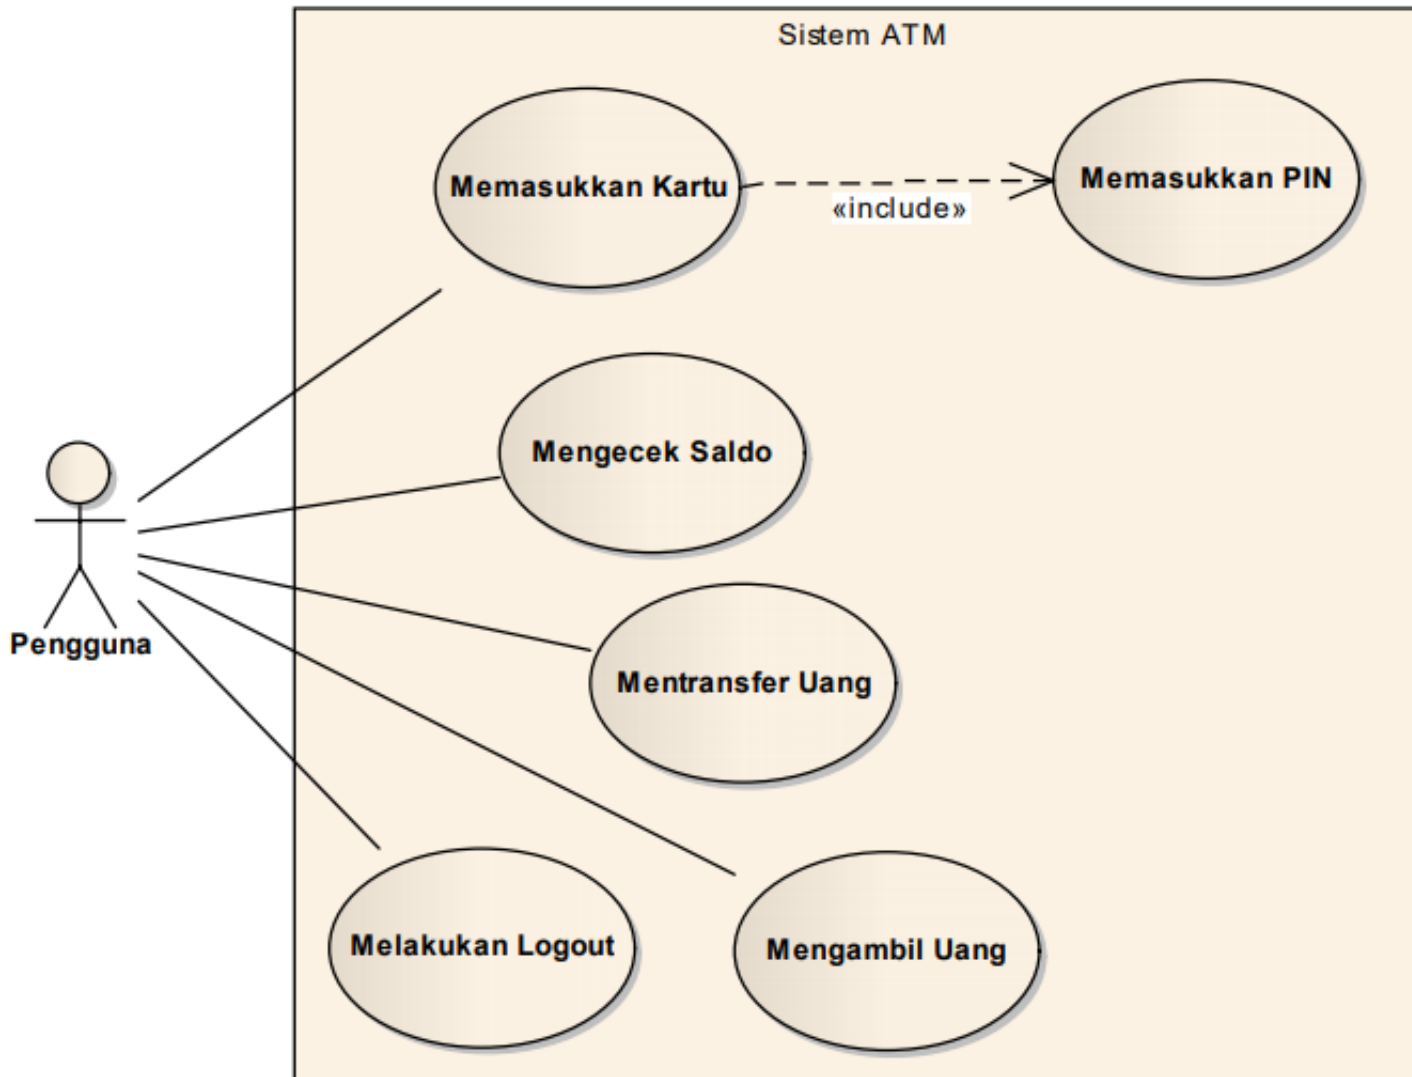 Sistem ATM
Memasukkan Kartu
«include»
Memasukkan PIN
Mengecek Saldo
Pengguna
Mentransfer Uang
Melakukan Logout
Mengambil Uang